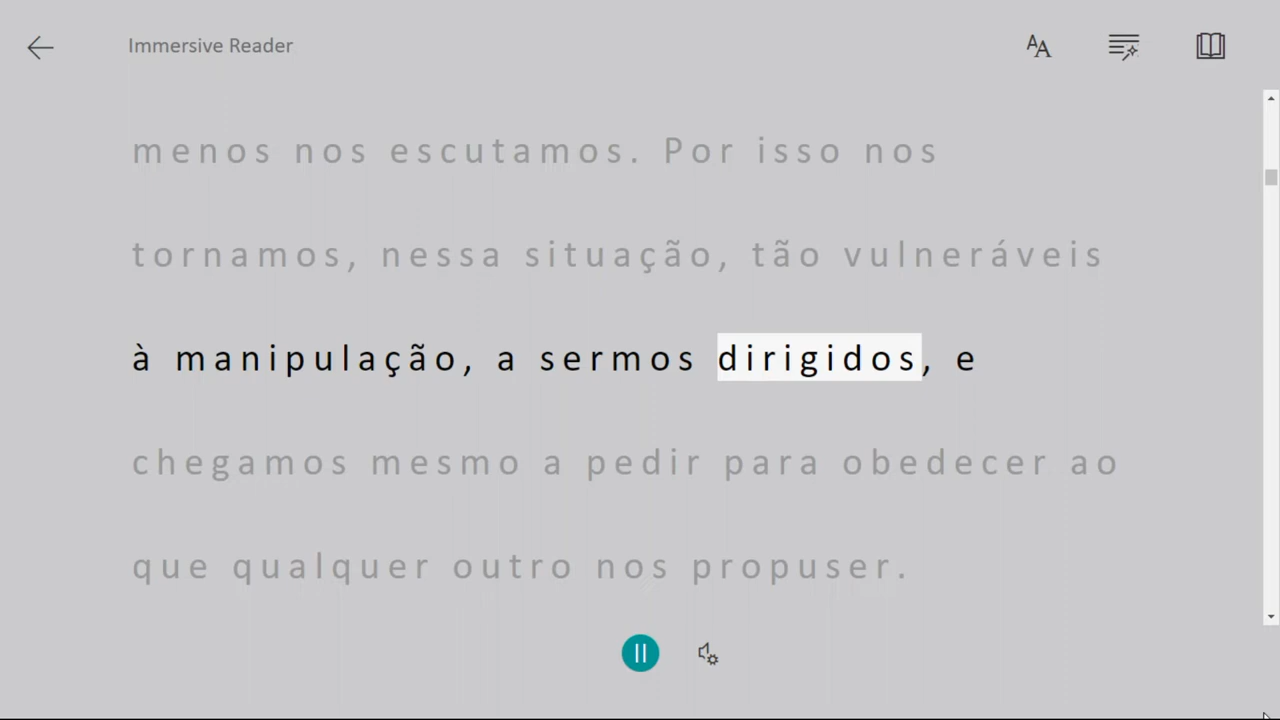 Immersive Reader
menos nos escutamos. Por isso nos
tornamos, nessa situação, tão vulneráveis
à manipulação, a sermos dirigidos, e
chegamos mesmo a pedir para obedecer ao
que qualquer outro nos propuser.